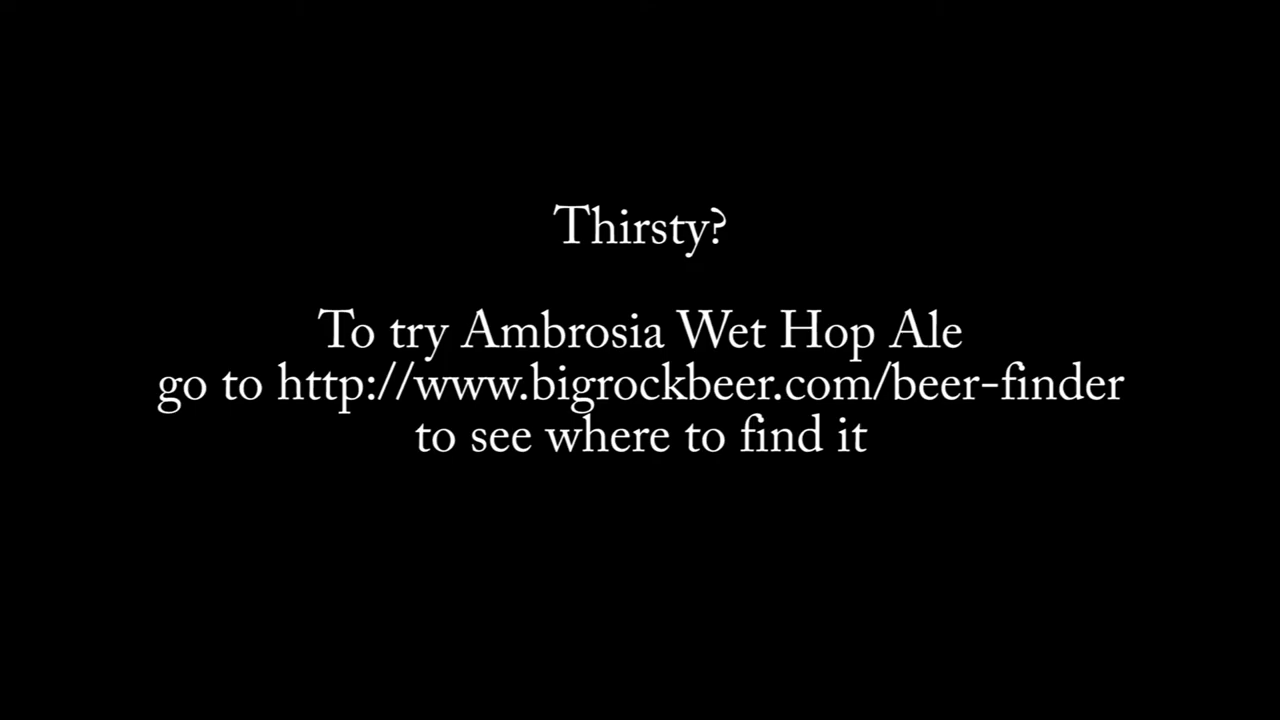 Thirsty?
To try Ambrosia Wet Hop Ale
go to http://www.bigrockbeer.com/beer-finder
to see where to find it